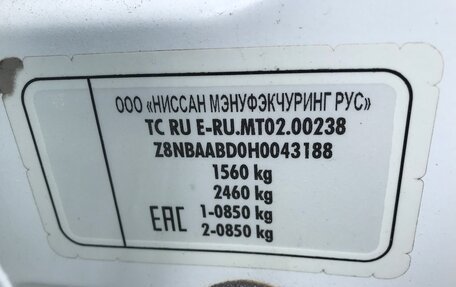 ООО «НИССАН МЭНУФЭКЧУРИНГ РУС»
ТС RU E-RU.MT02.00238
Z8NBAABD0H0043188
1560 kg
2460 kg
EAC 1-0850 kg
2-0850 kg